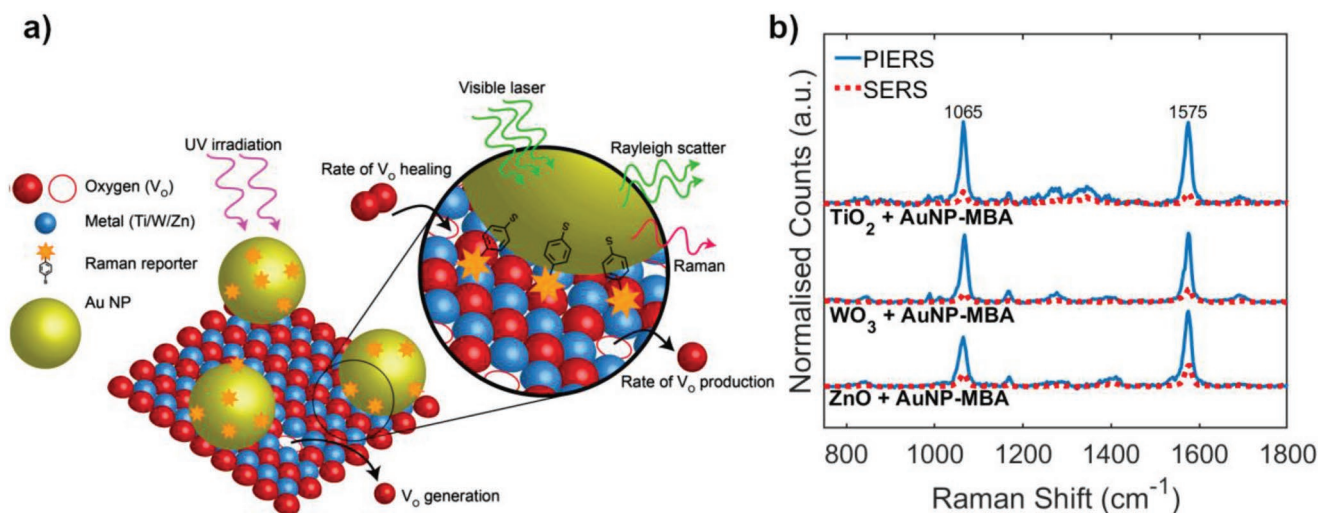 a)
UV irradiation
Oxygen (Vo)
Metal (Ti/W/Zn)
Raman reporter
Au NP
Visible laser
Rate of Vo healing
Rayleigh scatter
S
S
S
Raman
Rate of Vo production
Vo generation
b)
Normalised Counts (a.u.)
PIERS
SERS
1065
1575
TiO2 + AuNP-MBA
WO3 + AuNP-MBA
ZnO + AuNP-MBA
800 1000 1200 1400 1600 1800
Raman Shift (cm-1)